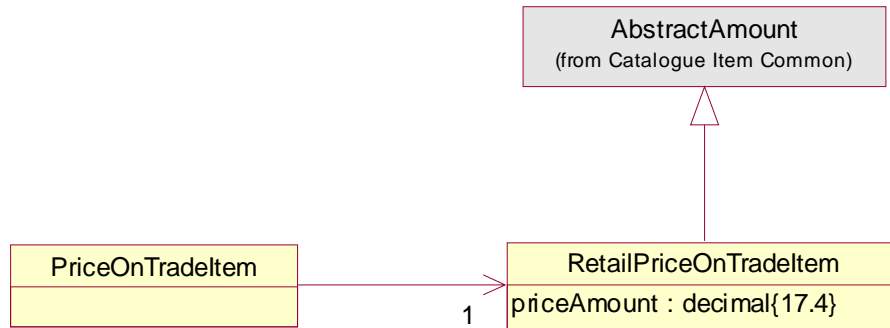 AbstractAmount
(from Catalogue Item Common)
PriceOnTradeItem
RetailPriceOnTradeItem
1
priceAmount : decimal{17.4}